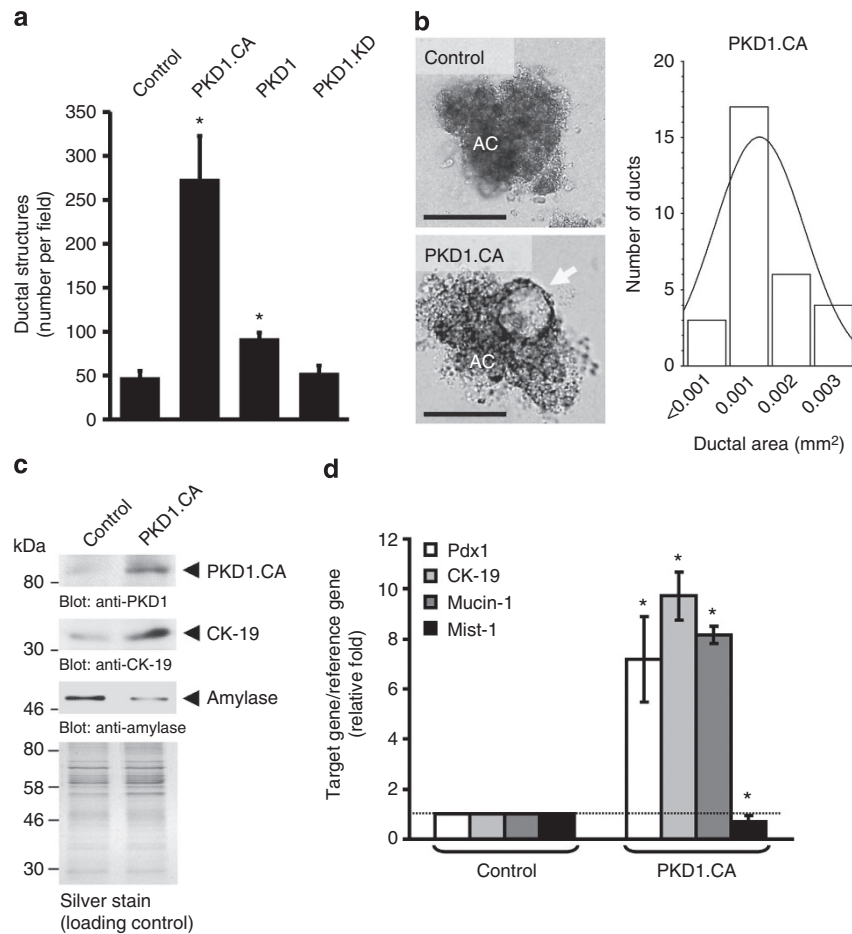 a
Control
PKD1.CA
PKD1
PKD1.KD
Ductal structures
(number per field)
350
300
250
200
150
100
50
0
*
*
b
Control
AC
PKD1.CA
AC
PKD1.CA
Number of ducts
20
15
10
5
0
<0.001
0.001
0.002
0.003
Ductal area (mm²)
c
Control
PKD1.CA
kDa
80
PKD1.CA
Blot: anti-PKD1
30
CK-19
Blot: anti-CK-19
46
Amylase
Blot: anti-amylase
80
58
46
30
Silver stain
(loading control)
d
Target gene/reference gene
(relative fold)
12
10
8
6
4
2
0
Pdx1
CK-19
Mucin-1
Mist-1
*
*
*
*
Control
PKD1.CA